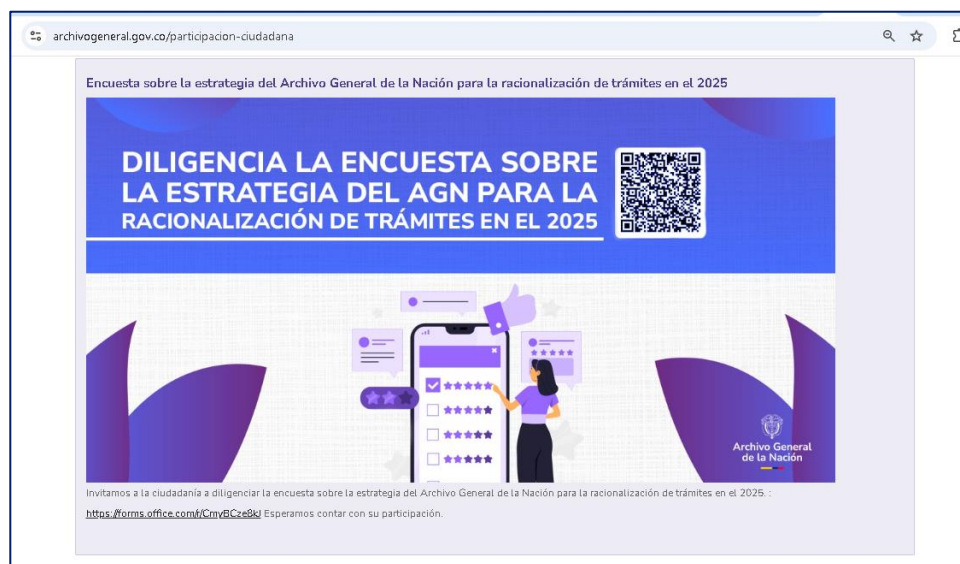 archivogeneral.gov.co/participacion-ciudadana
Encuesta sobre la estrategia del Archivo General de la Nación para la racionalización de trámites en el 2025
DILIGENCIA LA ENCUESTA SOBRE
LA ESTRATEGIA DEL AGN PARA LA
RACIONALIZACIÓN DE TRÁMITES EN EL 2025
Archivo General
de la Nación
Invitamos a la ciudadanía a diligenciar la encuesta sobre la estrategia del Archivo General de la Nación para la racionalización de trámites en el 2025. :
https://forms.office.com/r/CmyBCze8kJ Esperamos contar con su participación.